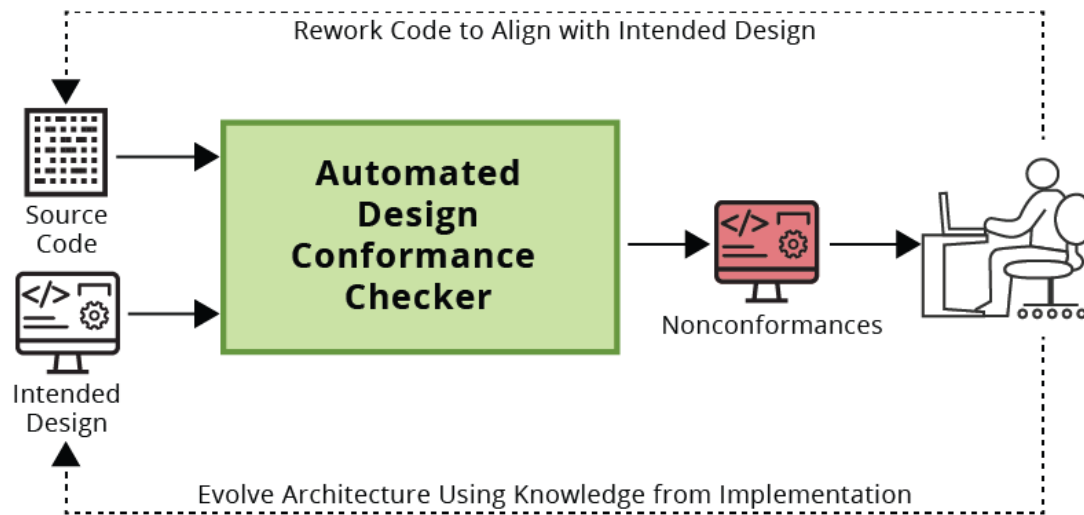 Rework Code to Align with Intended Design
Source
Code
Automated
Design
Conformance
Checker
</>
Nonconformances
</>
Intended
Design
Evolve Architecture Using Knowledge from Implementation